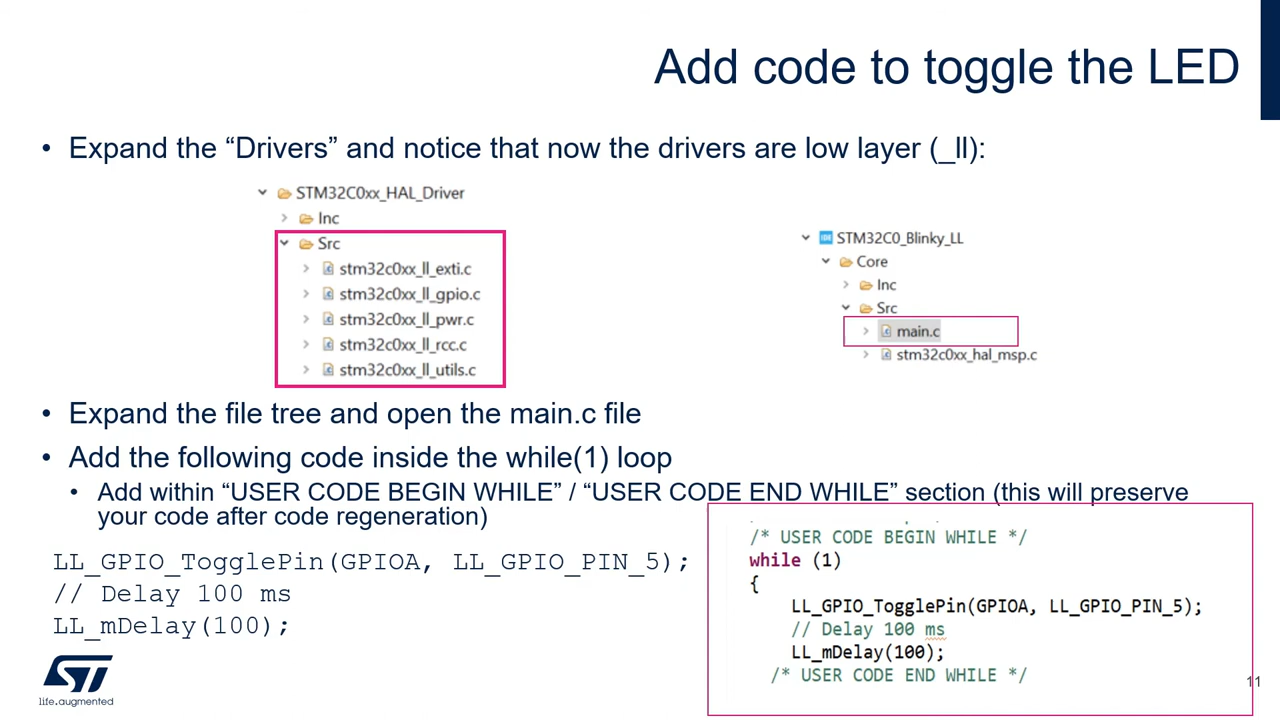 Add code to toggle the LED
• Expand the “Drivers” and notice that now the drivers are low layer (_ll):
STM32C0xx_HAL_Driver
Inc
Src
stm32c0xx_ll_exti.c
stm32c0xx_ll_gpio.c
stm32c0xx_ll_pwr.c
stm32c0xx_ll_rcc.c
stm32c0xx_ll_utils.c
IDE STM32C0_Blinky_LL
Core
Inc
Src
main.c
stm32c0xx_hal_msp.c
• Expand the file tree and open the main.c file
• Add the following code inside the while(1) loop
• Add within “USER CODE BEGIN WHILE” / “USER CODE END WHILE” section (this will preserve
your code after code regeneration)
LL_GPIO_TogglePin(GPIOA, LL_GPIO_PIN_5);
// Delay 100 ms
LL_mDelay(100);
/* USER CODE BEGIN WHILE */
while (1)
{
LL_GPIO_TogglePin(GPIOA, LL_GPIO_PIN_5);
// Delay 100 ms
LL_mDelay(100);
/* USER CODE END WHILE */
ST
life.augmented
11